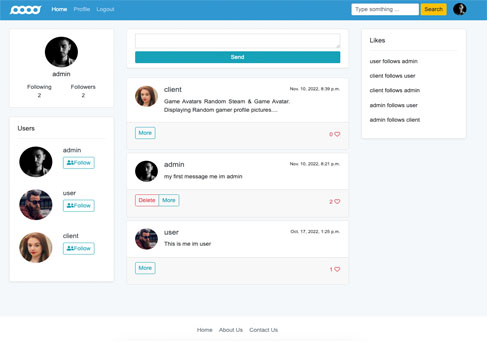 Home Profile Logout
Type somthing ... Search
admin
Following Followers
2 2
Users
admin
Follow
user
Follow
client
Follow
Send
client Nov. 10, 2022, 8:39 p.m.
Game Avatars Random Steam & Game Avatar.
Displaying Random gamer profile pictures....
More 0
admin Nov. 10, 2022, 8:21 p.m.
my first message me im admin
Delete More 2
user Oct. 17, 2022, 1:25 p.m.
This is me im user
More 1
Likes
user follows admin
client follows user
client follows admin
admin follows user
admin follows client
Home About Us Contact Us